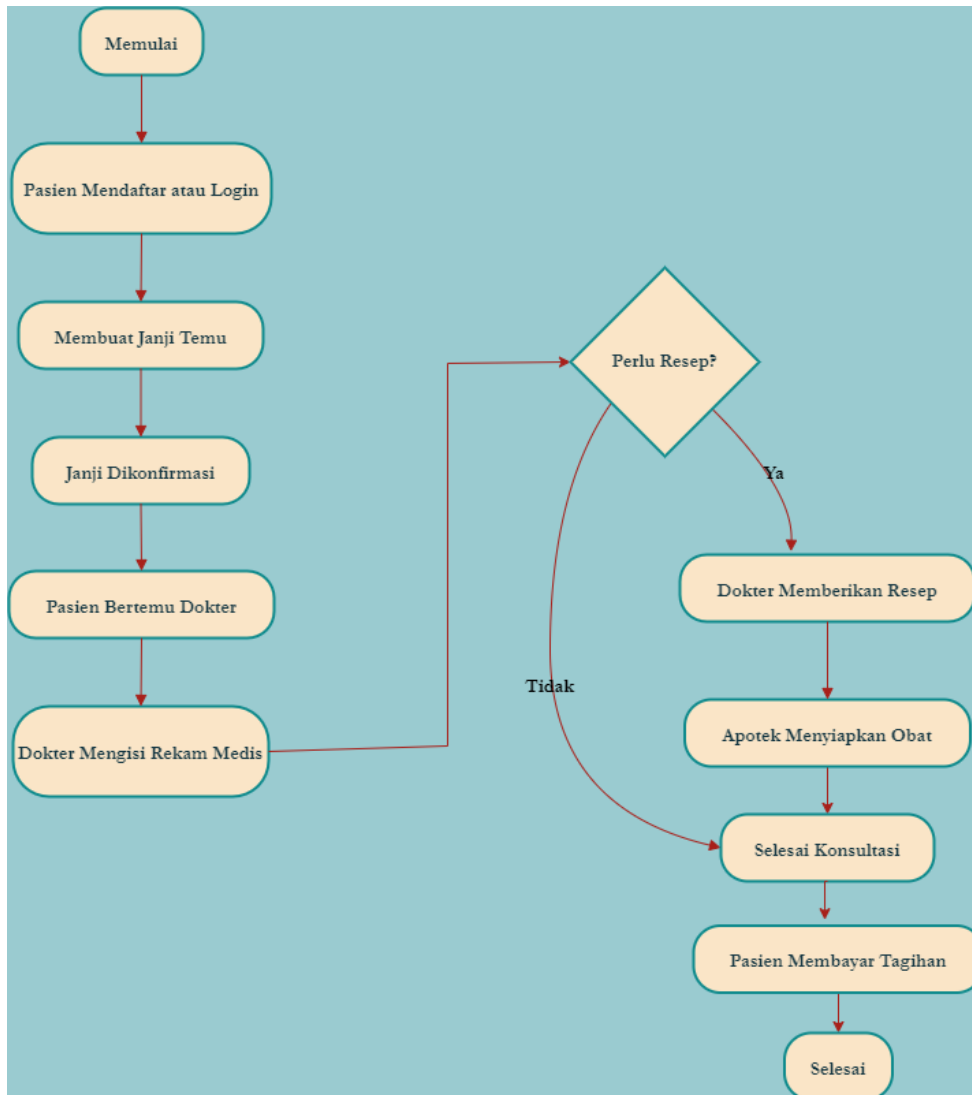 Memulai
Pasien Mendaftar atau Login
Membuat Janji Temu
Janji Dikonfirmasi
Pasien Bertemu Dokter
Dokter Mengisi Rekam Medis
Perlu Resep?
Ya
Tidak
Dokter Memberikan Resep
Apotek Menyiapkan Obat
Selesai Konsultasi
Pasien Membayar Tagihan
Selesai